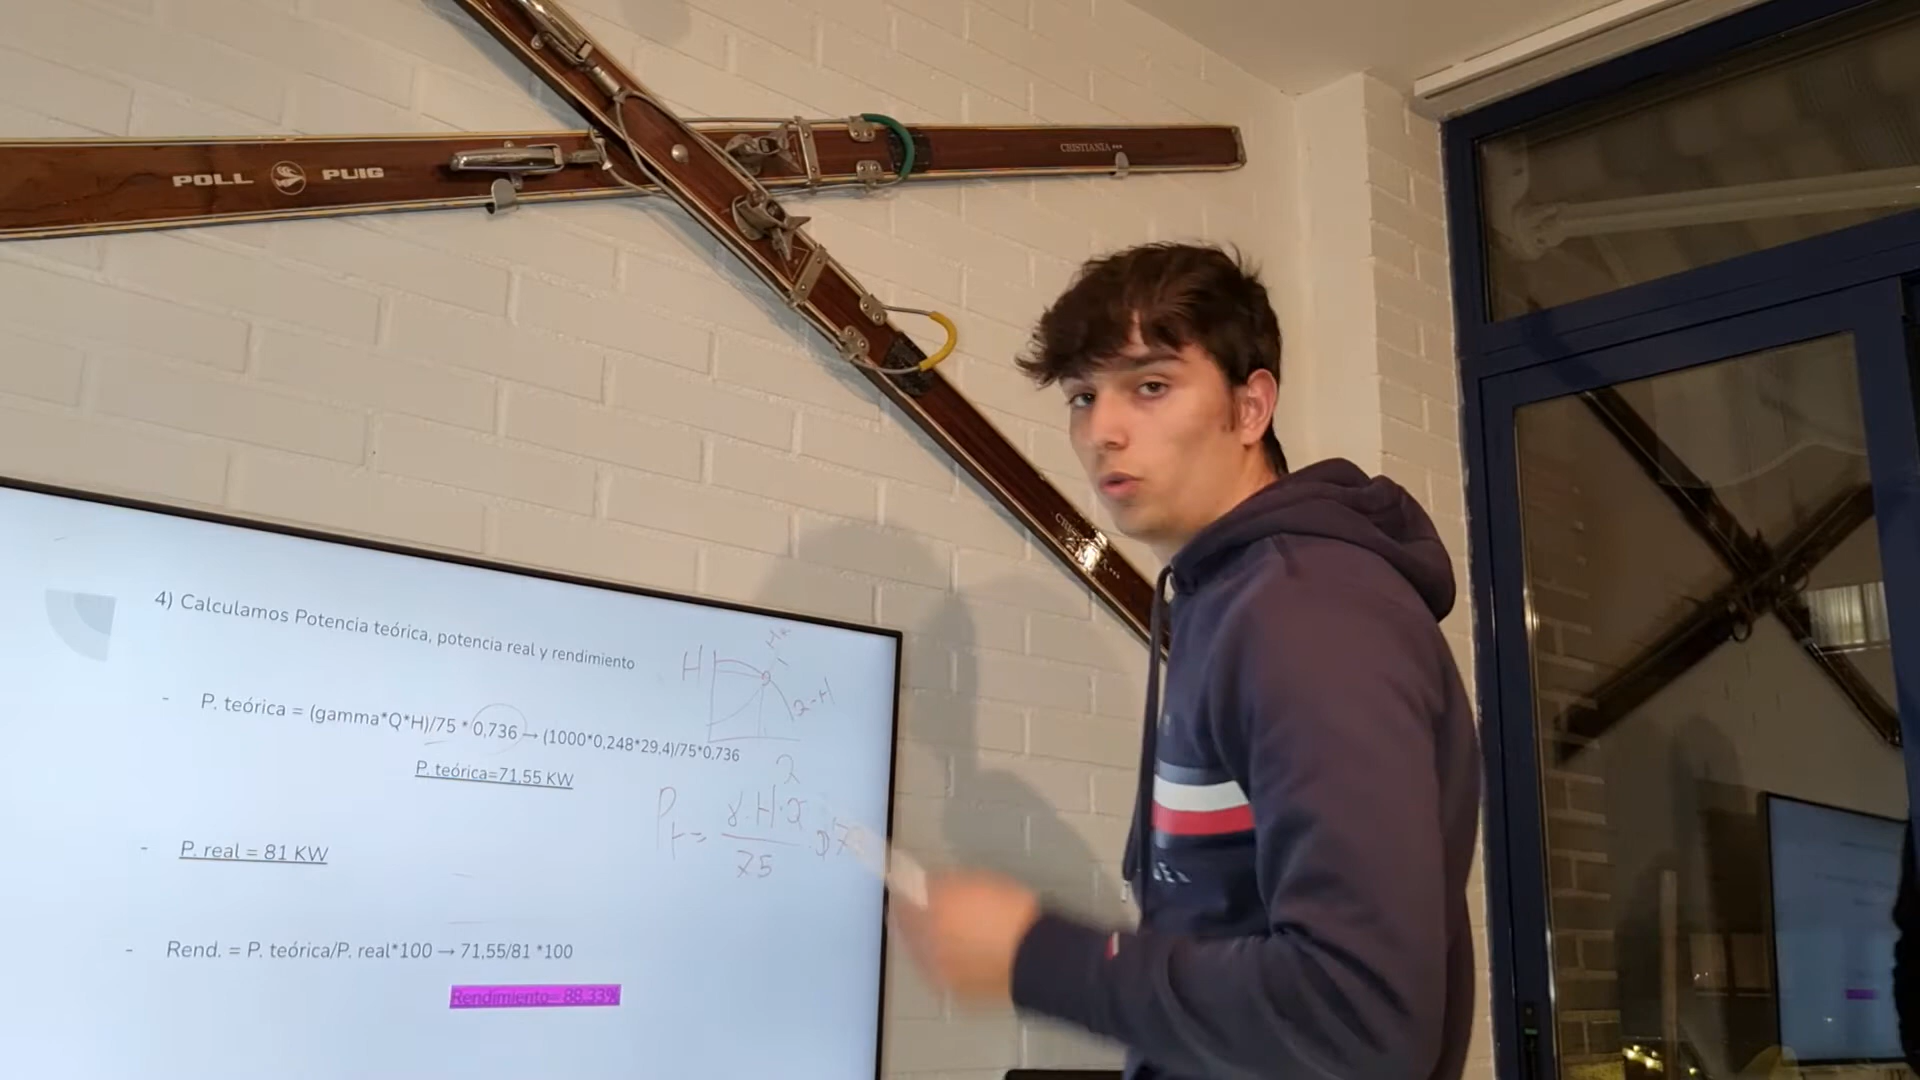 POLL PUIG
CRISTIANIA
4) Calculamos Potencia teórica, potencia real y rendimiento
- P. teórica = (gamma*Q*H)/75 * 0,736 → (1000*0,248*29,4)/75*0,736
P. teórica=71,55 KW
- P. real = 81 KW
- Rend. = P. teórica/P. real*100 → 71,55/81 *100
Rendimiento= 88,33%
H
Q-H
Q
Pt= γ.H.Q
75